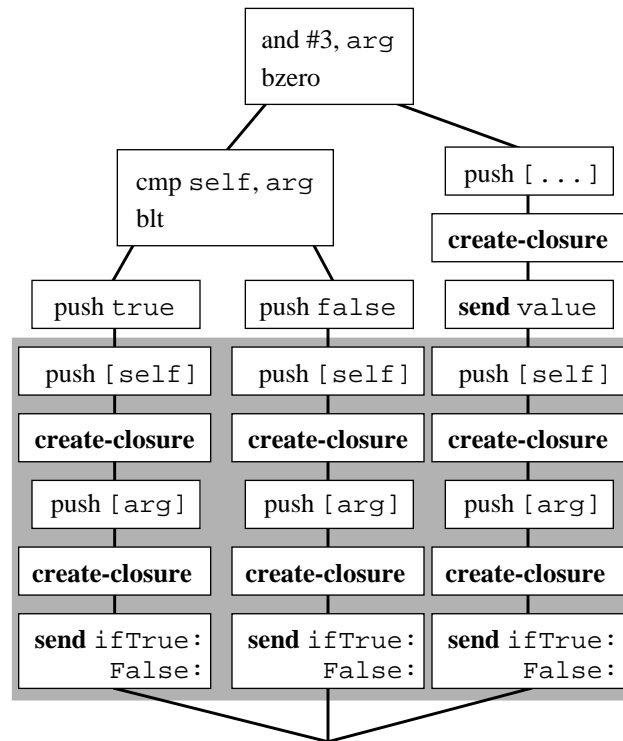 and #3, arg
bzero
cmp self, arg
blt
push [...]
create-closure
push true
push false
send value
push [self]
push [self]
push [self]
create-closure
create-closure
create-closure
push [arg]
push [arg]
push [arg]
create-closure
create-closure
create-closure
send ifTrue:
False:
send ifTrue:
False:
send ifTrue:
False: